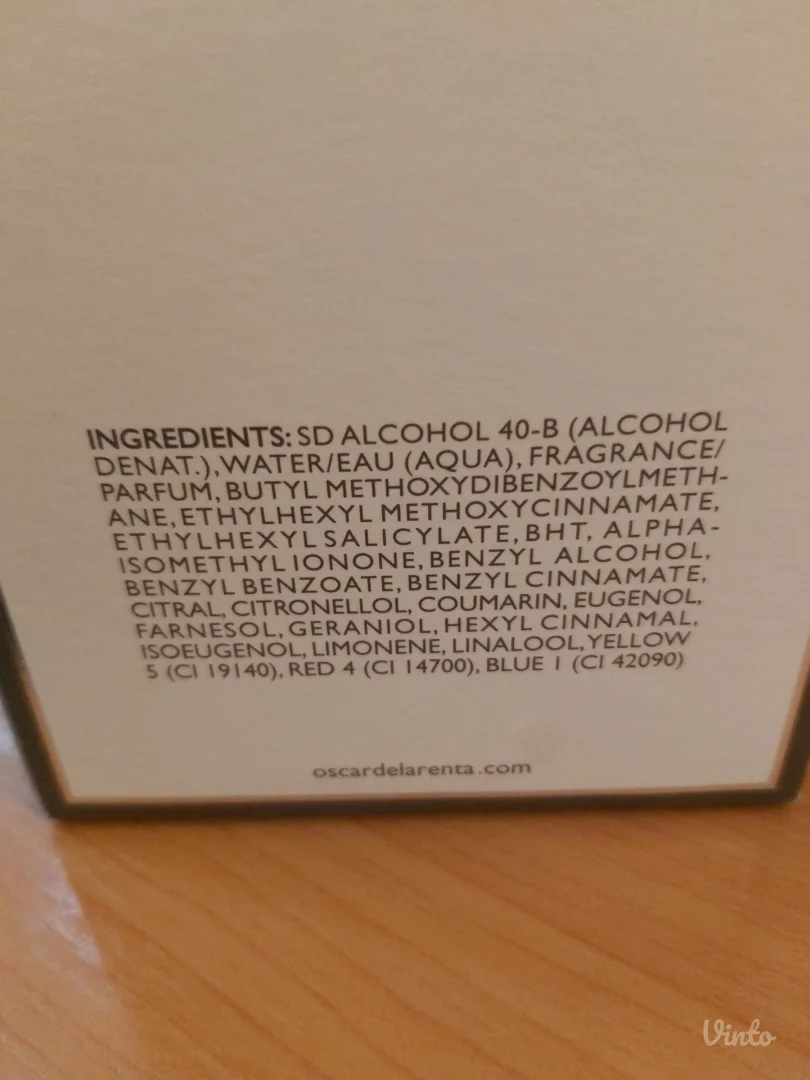 INGREDIENTS: SD ALCOHOL 40-B (ALCOHOL
DENAT.), WATER/EAU (AQUA), FRAGRANCE/
PARFUM, BUTYL METHOXYDIBENZOYLMETH-
ANE, ETHYLHEXYL METHOXYCINNAMATE,
ETHYLHEXYL SALICYLATE, BHT, ALPHA-
ISOMETHYL IONONE, BENZYL ALCOHOL,
BENZYL BENZOATE, BENZYL CINNAMATE,
CITRAL, CITRONELLOL, COUMARIN, EUGENOL,
FARNESOL, GERANIOL, HEXYL CINNAMAL,
ISOEUGENOL, LIMONENE, LINALOOL, YELLOW
5 (CI 19140), RED 4 (CI 14700), BLUE 1 (CI 42090)
oscardelarenta.com
Vinto